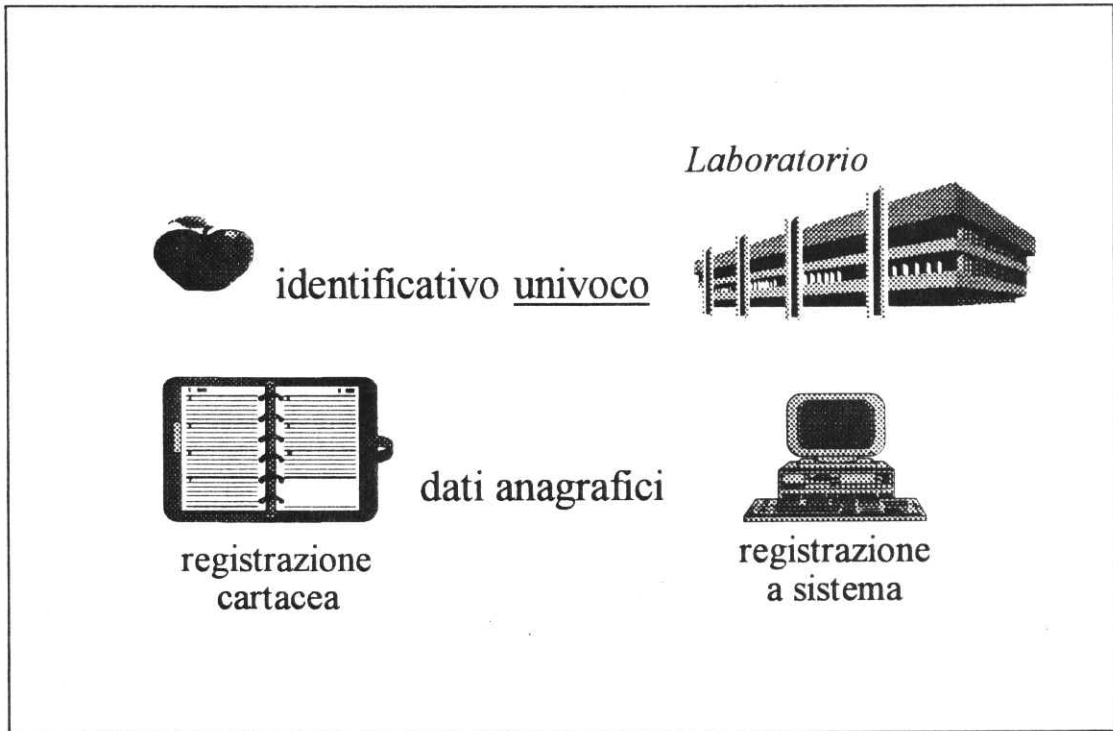 Laboratorio
identificativo univoco
dati anagrafici
registrazione
cartacea
registrazione
a sistema